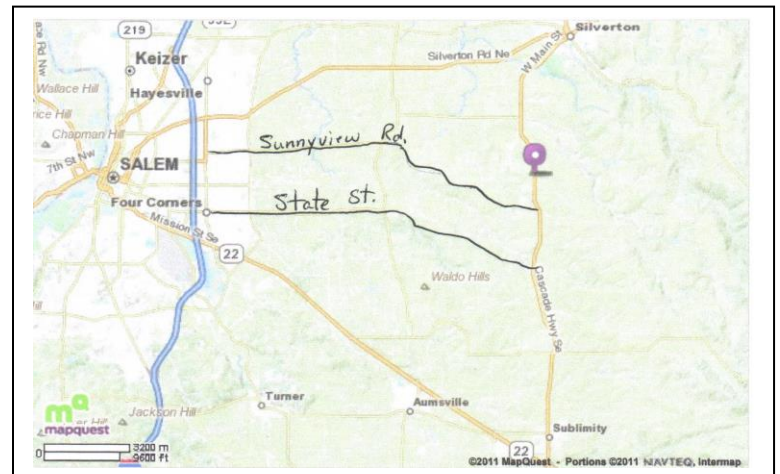 219
Silverton
Keizer
Silverton Rd Ne
W Main St
Hayesville
Wallace Hill
Chapman Hill
Sunnyview Rd.
7th St Nw
SALEM
Four Corners
State St.
Mission St Se
22
Waldo Hills
Cascade Hwy Se
Turner
Aumsville
Jackson Hill
mapquest
Sublimity
3200 m
0
9600 ft
22
©2011 MapQuest - Portions ©2011 NAVTEQ, Intermap